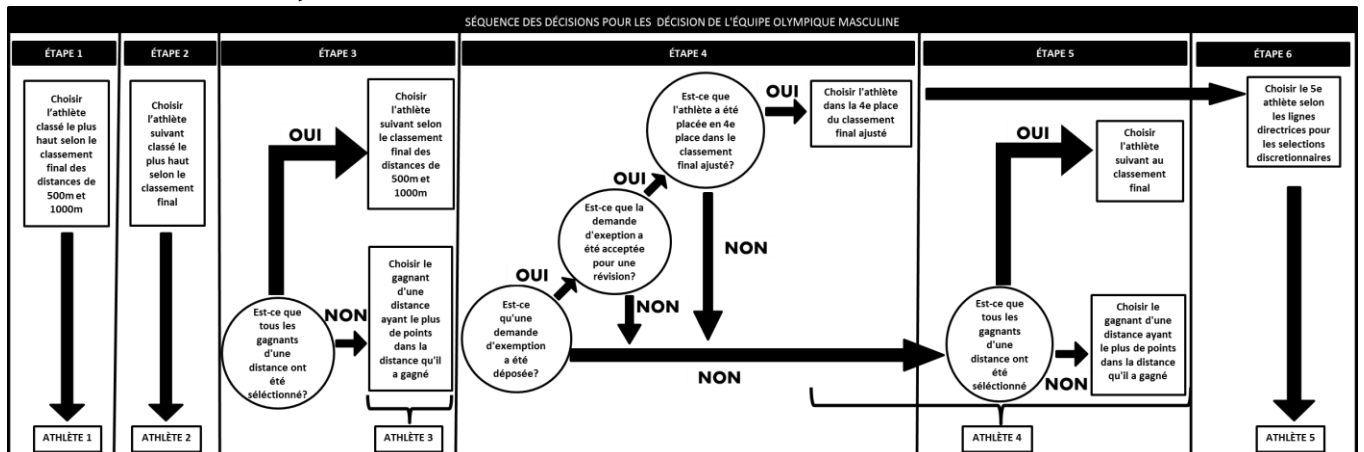 SÉQUENCE DES DÉCISIONS POUR LES DÉCISION DE L'ÉQUIPE OLYMPIQUE MASCULINE
ÉTAPE 1
Choisir
l'athlète
classé le plus
haut selon le
classement
final des
distances de
500m et
1000m
ATHLÈTE 1
ÉTAPE 2
Choisir
l'athlète
suivant
classé le
plus haut
selon le
classement
final
ATHLÈTE 2
ÉTAPE 3
Est-ce que
tous les
gagnants
d'une
distance ont
été
séléctionné?
OUI
Choisir
l'athlète
suivant selon
le classement
final des
distances de
500m et
1000m
NON
Choisir le
gagnant
d'une
distance
ayant le plus
de points
dans la
distance qu'il
a gagné
ATHLÈTE 3
ÉTAPE 4
Est-ce
qu'une
demande
d'exemption
a été
déposée?
OUI
Est-ce que la
demande
d'exeption a
été acceptée
pour une
révision?
OUI
Est-ce que
l'athlète a été
placée en 4e
place dans le
classement
final ajusté?
OUI
Choisir l'athlète
dans la 4e place
du classement
final ajusté
NON
NON
NON
ÉTAPE 5
Est-ce que
tous les
gagnants
d'une
distance ont
été
séléctionné
OUI
Choisir
l'athlète
suivant au
classement
final
NON
Choisir le
gagnant d'une
distance ayant
le plus de points
dans la distance
qu'il a gagné
ATHLÈTE 4
ÉTAPE 6
Choisir le 5e
athlète selon
les lignes
directrices pour
les selections
discretionnaires
ATHLÈTE 5